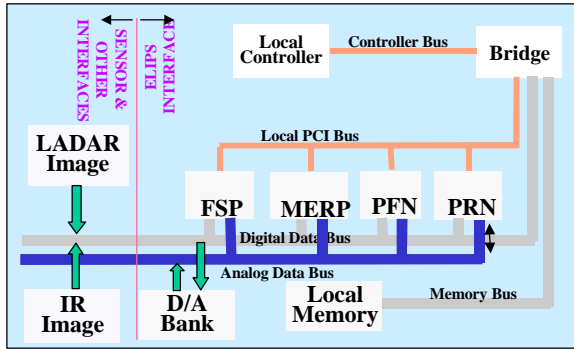 SENSOR &
OTHER
INTERFACES
ELIPS
INTERFACE
Local
Controller
Controller Bus
Bridge
LADAR
Image
Local PCI Bus
FSP
MERP
PFN
PRN
Digital Data Bus
Analog Data Bus
IR
Image
D/A
Bank
Local
Memory
Memory Bus